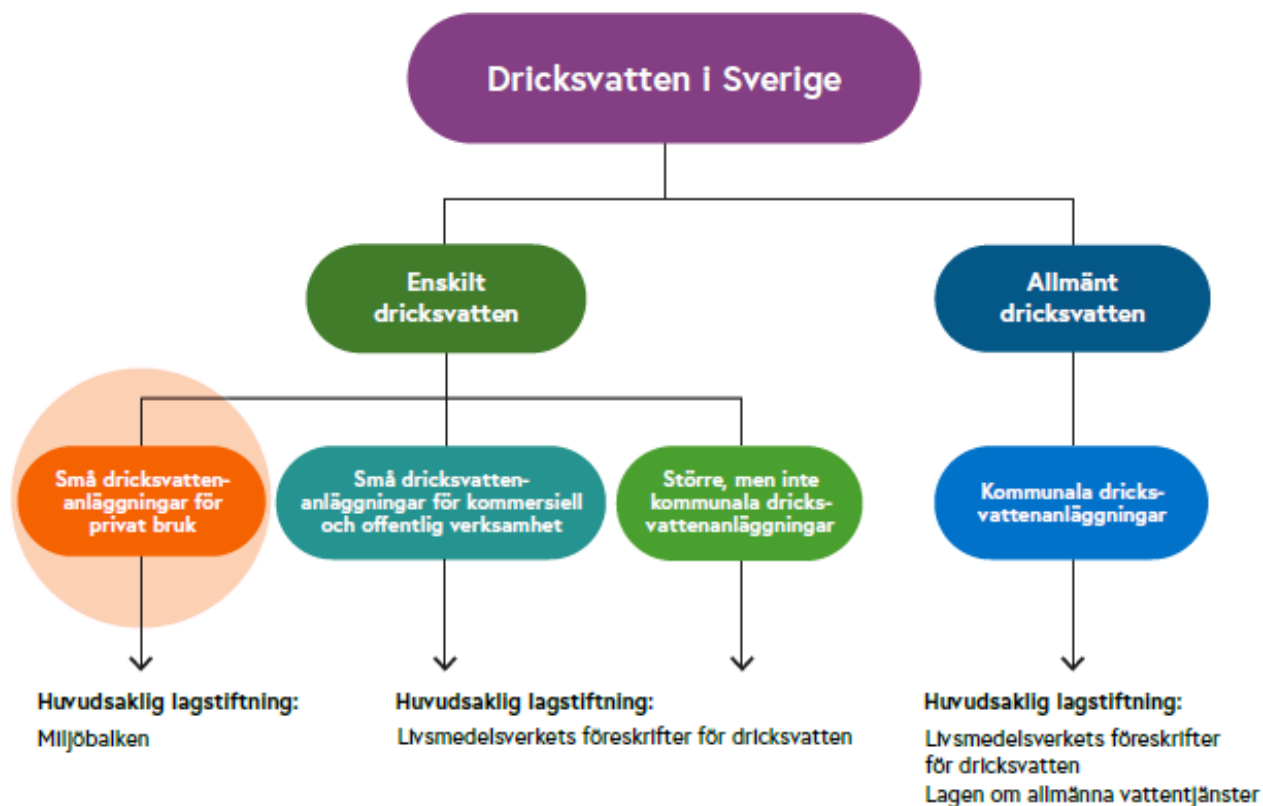 Dricksvatten i Sverige
Enskilt
dricksvatten
Allmänt
dricksvatten
Små dricksvatten-
anläggningar för
privat bruk
Små dricksvatten-
anläggningar för kommersiell
och offentlig verksamhet
Större, men inte
kommunala dricks-
vattenanläggningar
Kommunala dricks-
vattenanläggningar
Huvudsaklig lagstiftning:
Miljöbalken
Huvudsaklig lagstiftning:
Livsmedelsverkets föreskrifter för dricksvatten
Huvudsaklig lagstiftning:
Livsmedelsverkets föreskrifter
för dricksvatten
Lagen om allmänna vattentjänster